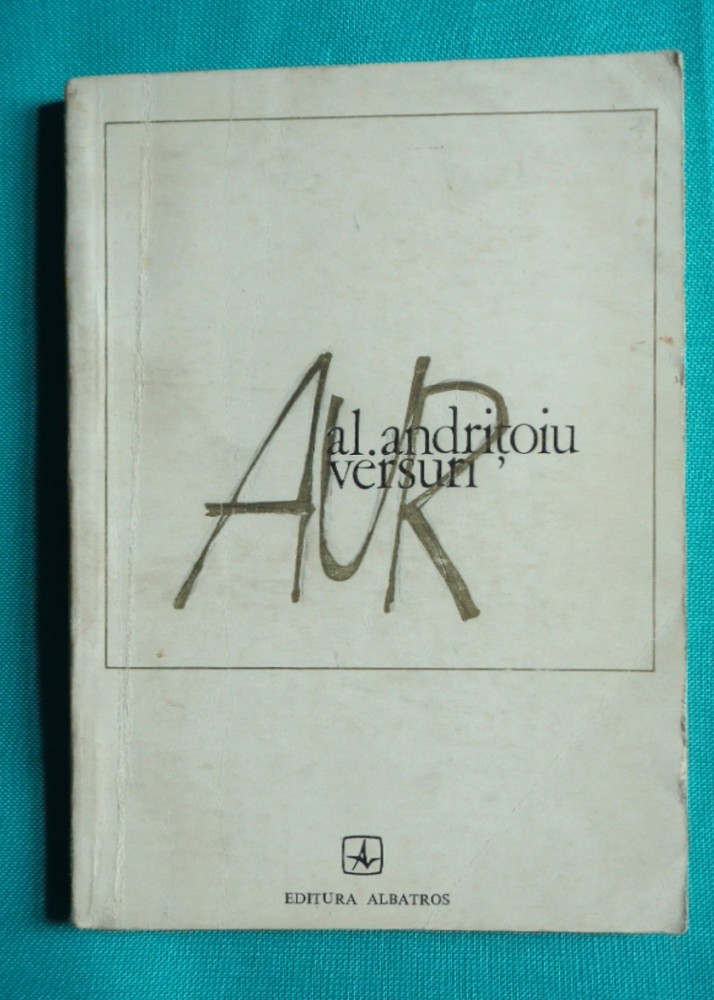 AUR
al. andrițoiu
versuri
EDITURA ALBATROS